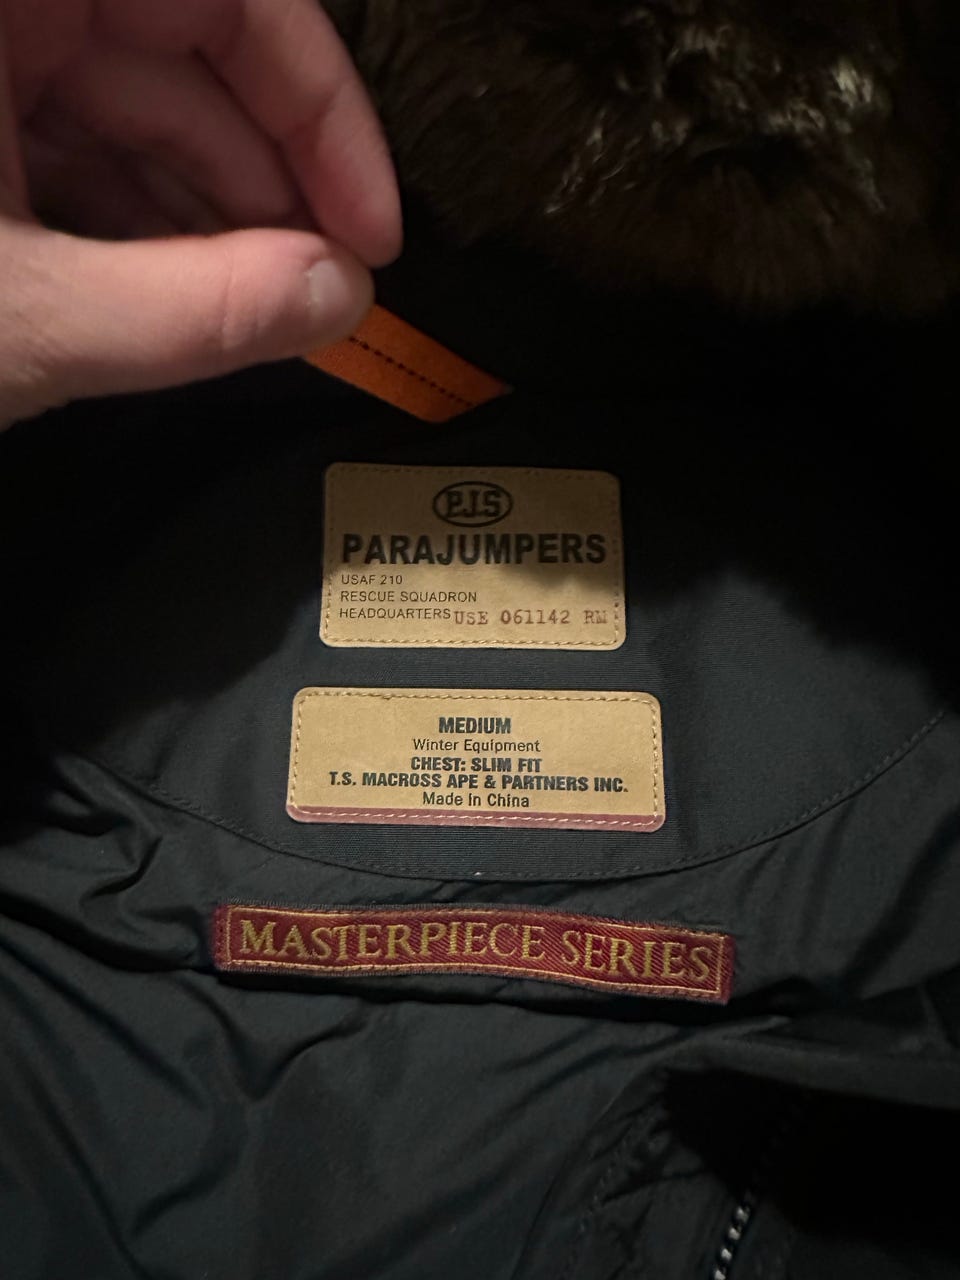 PJS
PARAJUMPERS
USAF 210
RESCUE SQUADRON
HEADQUARTERS USE 061142 RM
MEDIUM
Winter Equipment
CHEST: SLIM FIT
T.S. MACROSS APE & PARTNERS INC.
Made in China
MASTERPIECE SERIES